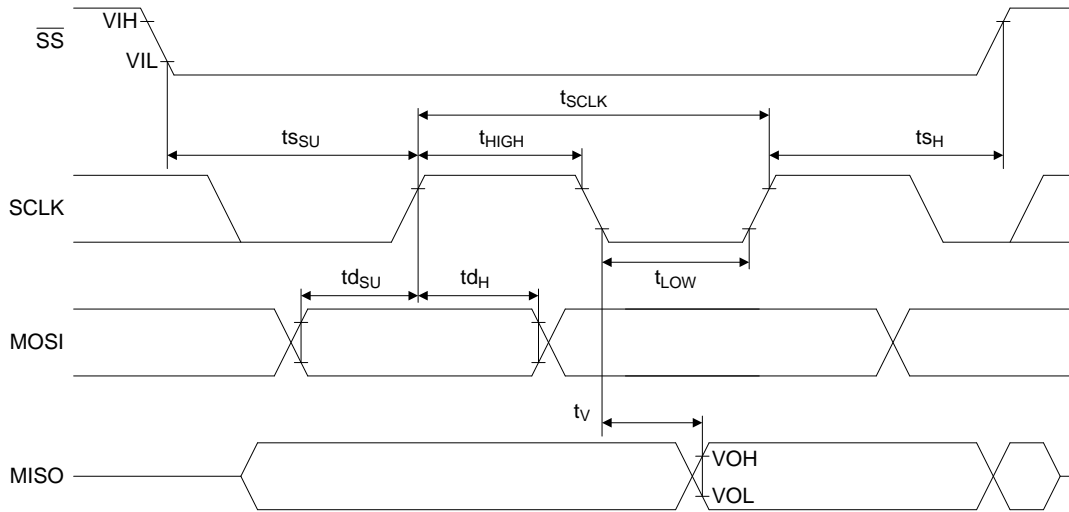 VIH
SS
VIL
tSCLK
tsSU
tHIGH
tsH
SCLK
tdSU
tdH
tLOW
MOSI
tV
VOH
MISO
VOL